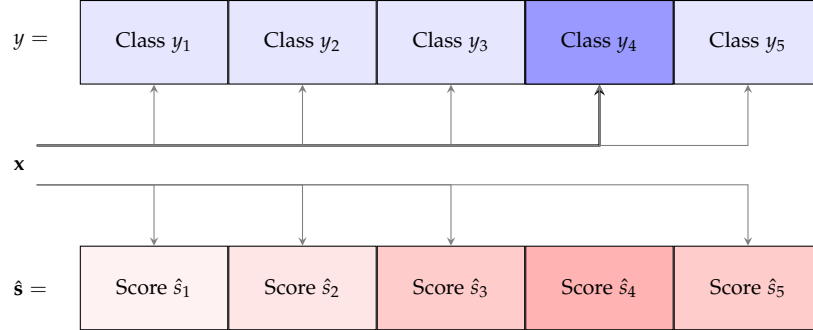 y = Class y₁ Class y₂ Class y₃ Class y₄ Class y₅
x
ŝ = Score ŝ₁ Score ŝ₂ Score ŝ₃ Score ŝ₄ Score ŝ₅